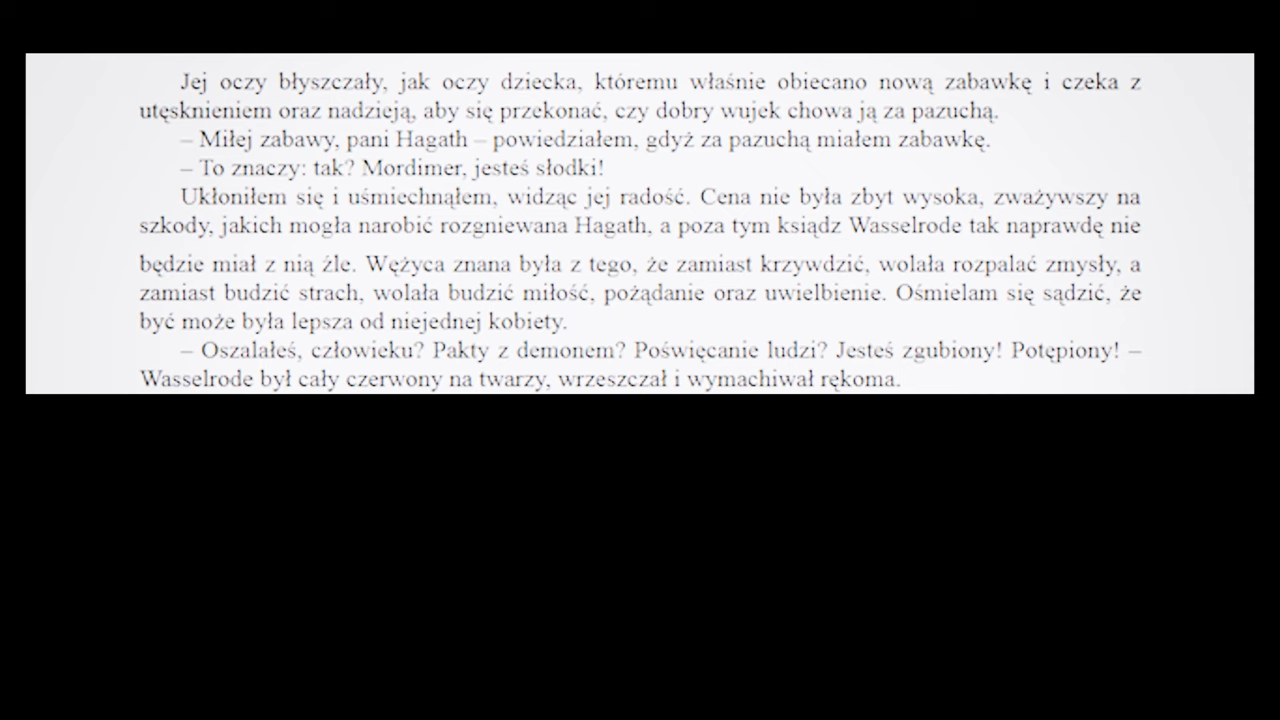 Jej oczy błyszczały, jak oczy dziecka, któremu właśnie obiecano nową zabawkę i czeka z
utęsknieniem oraz nadzieją, aby się przekonać, czy dobry wujek chowa ją za pazuchą.
– Miłej zabawy, pani Hagath – powiedziałem, gdyż za pazuchą miałem zabawkę.
– To znaczy: tak? Mordimer, jesteś słodki!
Ukłoniłem się i uśmiechnąłem, widząc jej radość. Cena nie była zbyt wysoka, zważywszy na
szkody, jakich mogła narobić rozgniewana Hagath, a poza tym ksiądz Wasselrode tak naprawdę nie
będzie miał z nią źle. Wężyca znana była z tego, że zamiast krzywdzić, wolała rozpalać zmysły, a
zamiast budzić strach, wolała budzić miłość, pożądanie oraz uwielbienie. Ośmielam się sądzić, że
być może była lepsza od niejednej kobiety.
– Oszalałeś, człowieku? Pakty z demonem? Poświęcanie ludzi? Jesteś zgubiony! Potępiony! –
Wasselrode był cały czerwony na twarzy, wrzeszczał i wymachiwał rękoma.